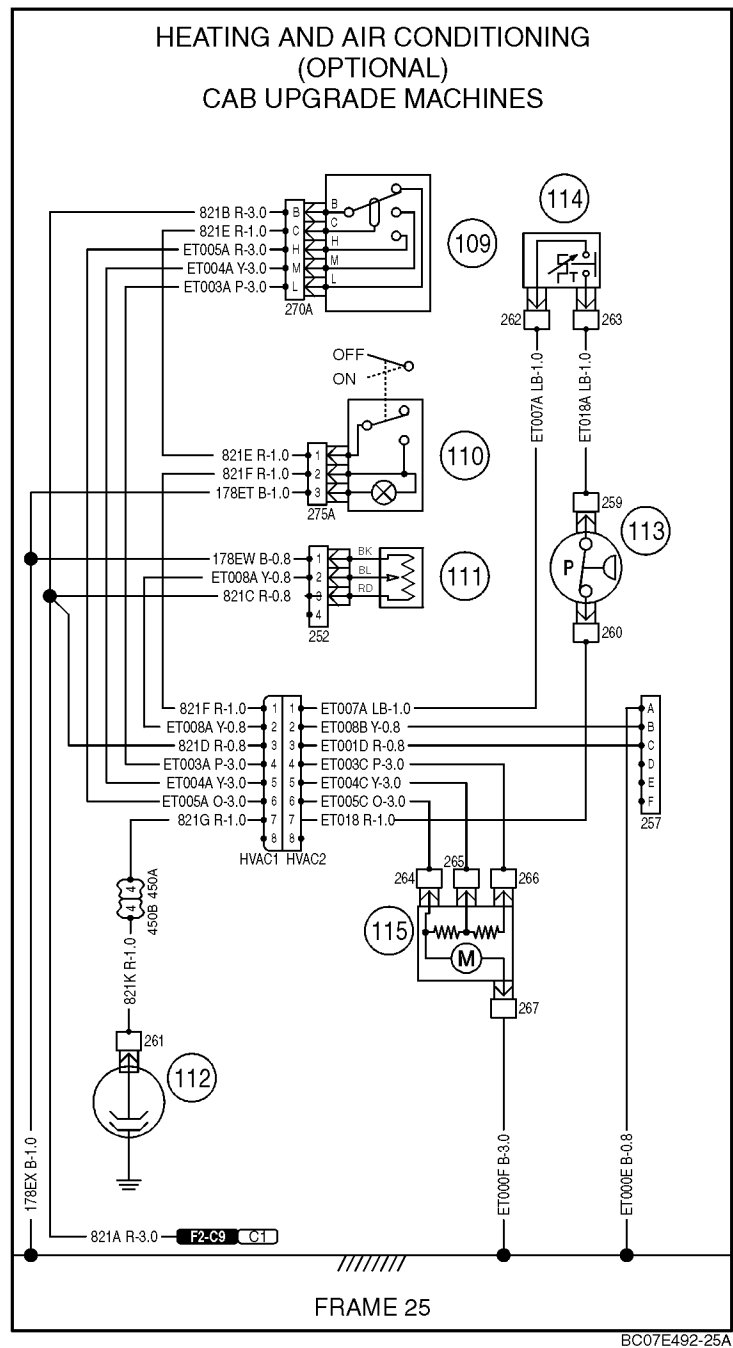 HEATING AND AIR CONDITIONING
(OPTIONAL)
CAB UPGRADE MACHINES
821B R-3.0
821E R-1.0
ET005A R-3.0
ET004A Y-3.0
ET003A P-3.0
B
C
H
M
L
B
C
H
M
L
270A
109
114
T
262
263
ET007A LB-1.0
ET018A LB-1.0
OFF
ON
821E R-1.0
821F R-1.0
178ET B-1.0
1
2
3
275A
110
259
P
113
260
178EW B-0.8
ET008A Y-0.8
821C R-0.8
1
2
3
4
BK
BL
RD
252
111
821F R-1.0
ET008A Y-0.8
821D R-0.8
ET003A P-3.0
ET004A Y-3.0
ET005A O-3.0
821G R-1.0
1 1
2 2
3 3
4 4
5 5
6 6
7 7
8 8
ET007A LB-1.0
ET008B Y-0.8
ET001D R-0.8
ET003C P-3.0
ET004C Y-3.0
ET005C O-3.0
ET018 R-1.0
HVAC1 HVAC2
A
B
C
D
E
F
257
264
265
266
115
M
267
4
4
450B 450A
821K R-1.0
261
112
178EX B-1.0
ET000F B-3.0
ET000E B-0.8
821A R-3.0
F2-C9
C1
FRAME 25
BC07E492-25A